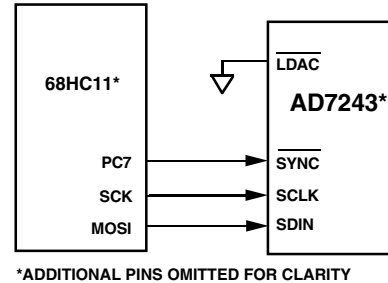 68HC11*
LDAC
AD7243*
PC7
SYNC
SCK
SCLK
MOSI
SDIN
*ADDITIONAL PINS OMITTED FOR CLARITY